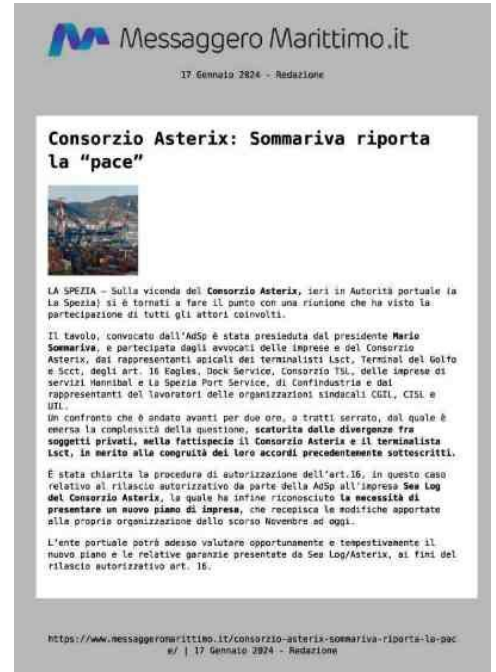 Messaggero Marittimo.it
17 Gennaio 2024 - Redazione
Consorzio Asterix: Sommariva riporta
la “pace”
LA SPEZIA – Sulla vicenda del Consorzio Asterix, ieri in Autorità portuale (a
La Spezia) si è tornati a fare il punto con una riunione che ha visto la
partecipazione di tutti gli attori coinvolti.
Il tavolo, convocato dall'AdSp è stata presieduta dal presidente Mario
Sommariva, e partecipata dagli avvocati delle imprese e del Consorzio
Asterix, dai rappresentanti apicali dei terminalisti Lsct, Terminal del Golfo
e Scct, degli art. 16 Eagles, Dock Service, Consorzio TSL, delle imprese di
servizi Hannibal e La Spezia Port Service, di Confindustria e dai
rappresentanti del lavoratori delle organizzazioni sindacali CGIL, CISL e
UIL.
Un confronto che è andato avanti per due ore, a tratti serrato, dal quale è
emersa la complessità della questione, scaturita dalle divergenze fra
soggetti privati, nella fattispecie il Consorzio Asterix e il terminalista
Lsct, in merito alla congruità dei loro accordi precedentemente sottoscritti.
È stata chiarita la procedura di autorizzazione dell'art.16, in questo caso
relativo al rilascio autorizzativo da parte della AdSp all'impresa Sea Log
del Consorzio Asterix, la quale ha infine riconosciuto la necessità di
presentare un nuovo piano di impresa, che recepisca le modifiche apportate
alla propria organizzazione dallo scorso Novembre ad oggi.
L'ente portuale potrà adesso valutare opportunamente e tempestivamente il
nuovo piano e le relative garanzie presentate da Sea Log/Asterix, ai fini del
rilascio autorizzativo art. 16.
https://www.messaggeromarittimo.it/consorzio-asterix-sommariva-riporta-la-pac
e/ | 17 Gennaio 2024 - Redazione